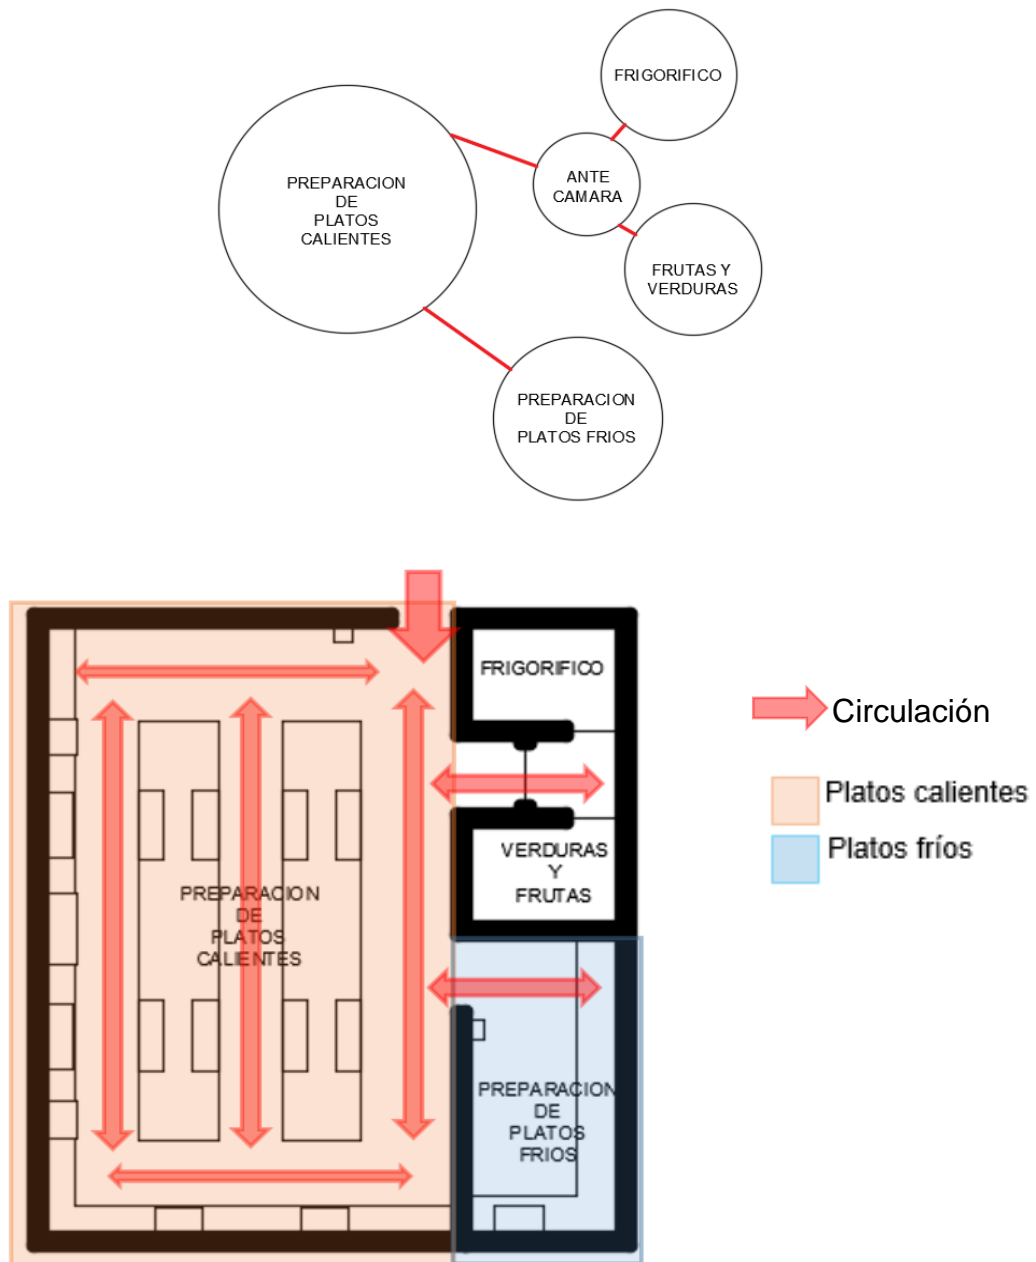 FRIGORIFICO
PREPARACION
DE
PLATOS
CALIENTES
ANTE
CAMARA
FRUTAS Y
VERDURAS
PREPARACION
DE
PLATOS FRIOS
FRIGORIFICO
Circulación
Platos calientes
Platos fríos
VERDURAS
Y
FRUTAS
PREPARACION
DE
PLATOS
CALIENTES
PREPARACION
DE
PLATOS
FRIOS